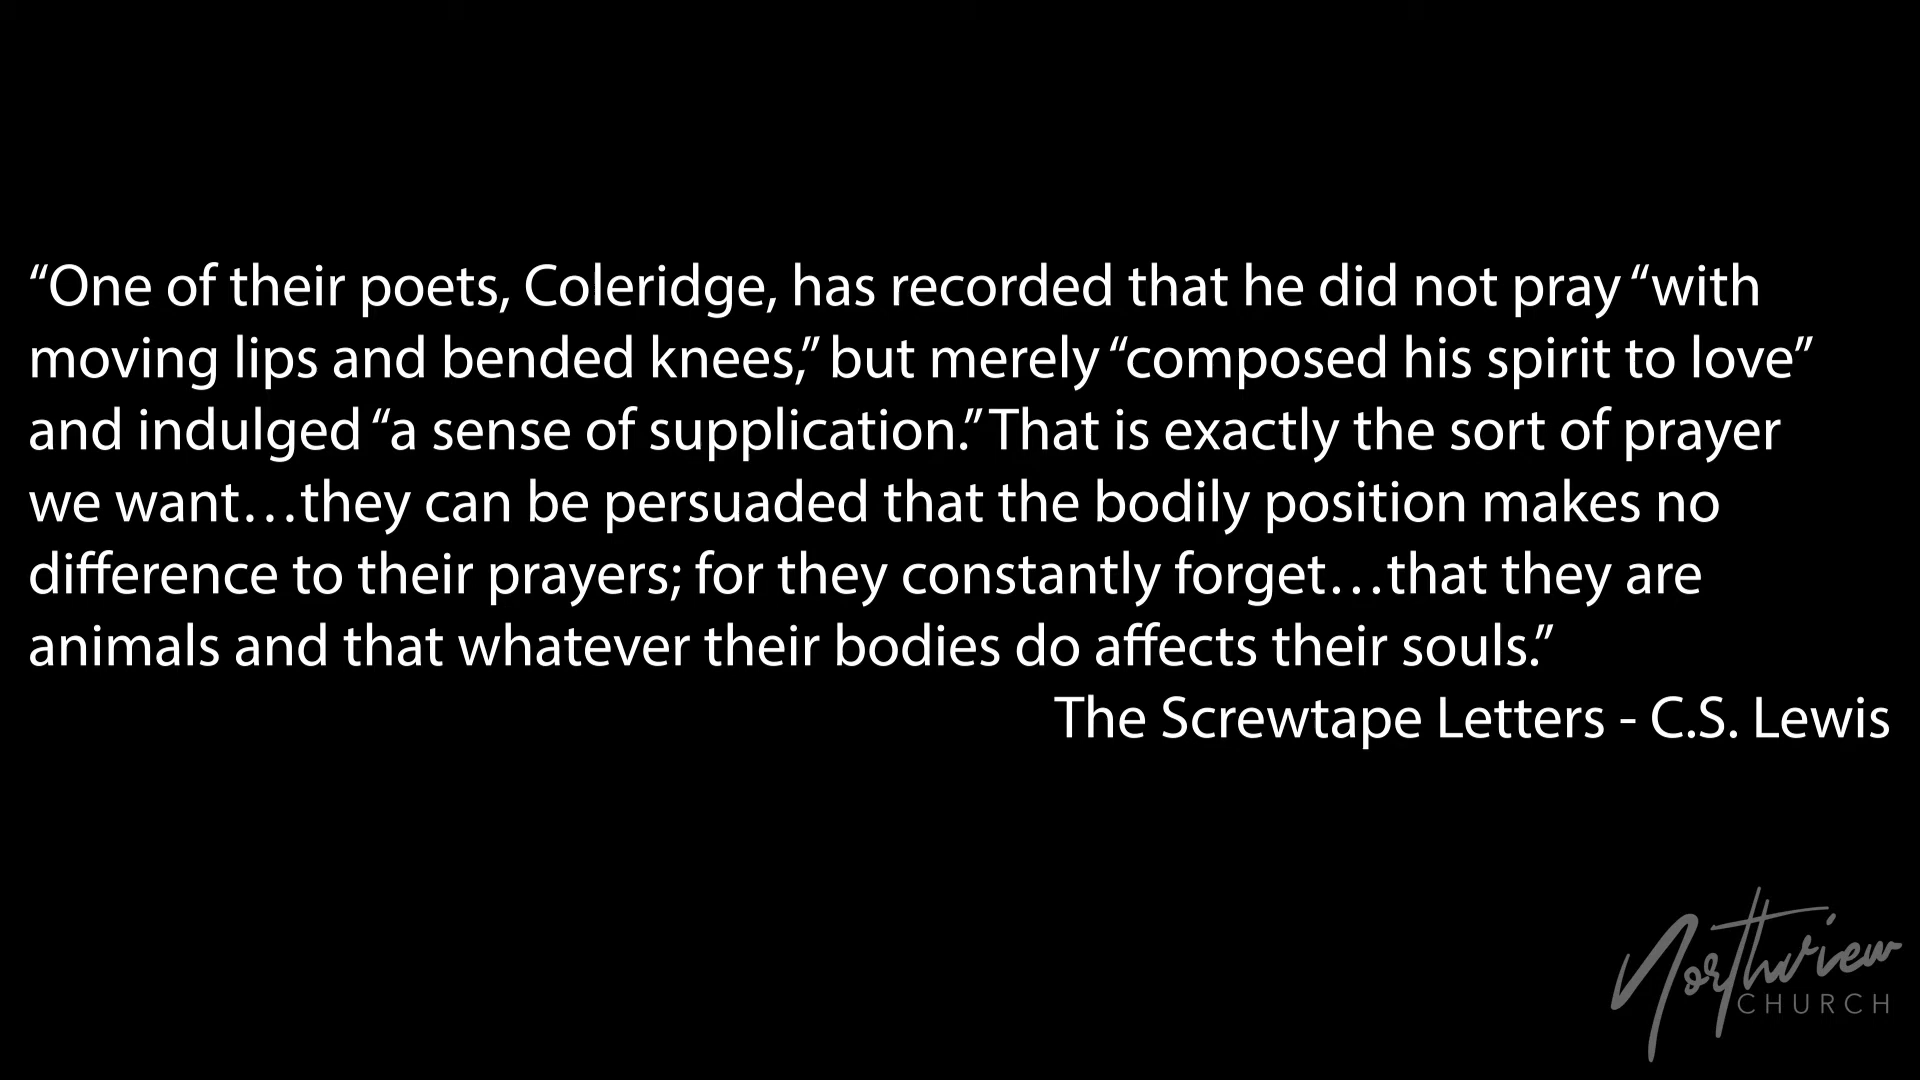 “One of their poets, Coleridge, has recorded that he did not pray “with
moving lips and bended knees,” but merely “composed his spirit to love”
and indulged “a sense of supplication.” That is exactly the sort of prayer
we want…they can be persuaded that the bodily position makes no
difference to their prayers; for they constantly forget…that they are
animals and that whatever their bodies do affects their souls.”
The Screwtape Letters - C.S. Lewis
Northview
CHURCH